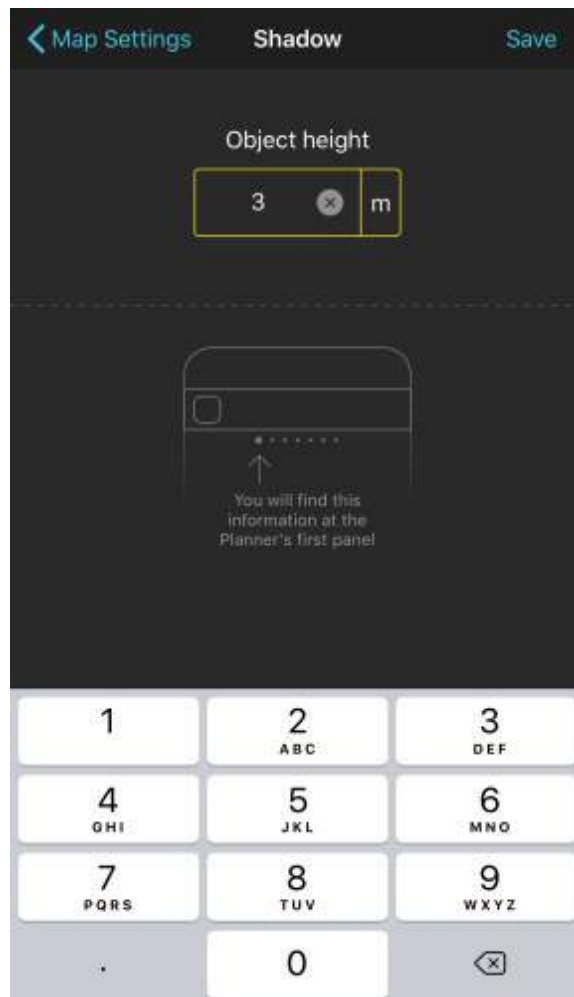 Map Settings Shadow Save
Object height
3 m
You will find this
information at the
Planner's first panel
1 2 3
ABC DEF
4 5 6
GHI JKL MNO
7 8 9
PQRS TUV WXYZ
. 0